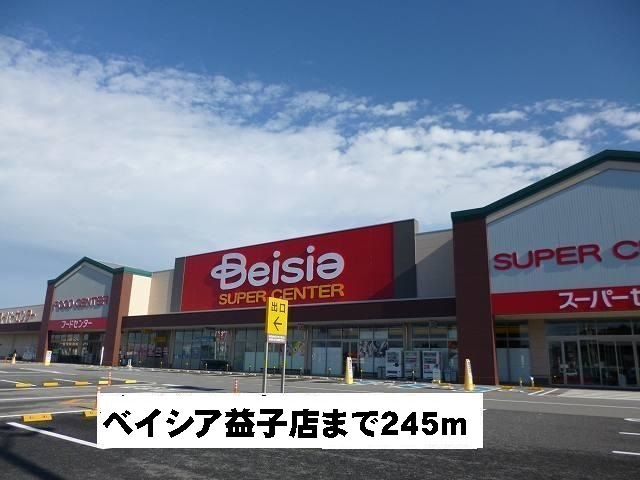 Beisia
SUPER CENTER
FOOD CENTER
フードセンター
SUPER CE
スーパーセ
出口
ベイシア益子店まで245m